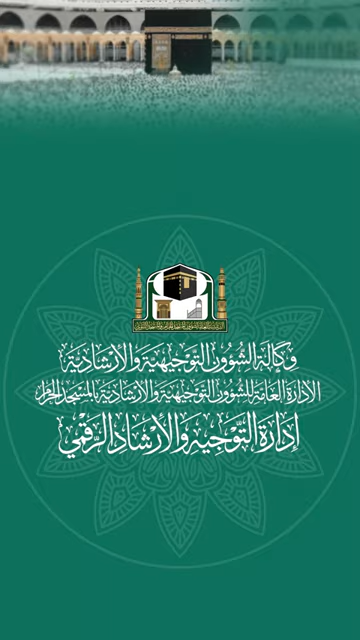 وكالة الشؤون التوجيهية والإرشادية
الإدارة العامة للشؤون التوجيهية والإرشادية بالمسجد الحرام
إدارة التوجيه والإرشاد الرقمي